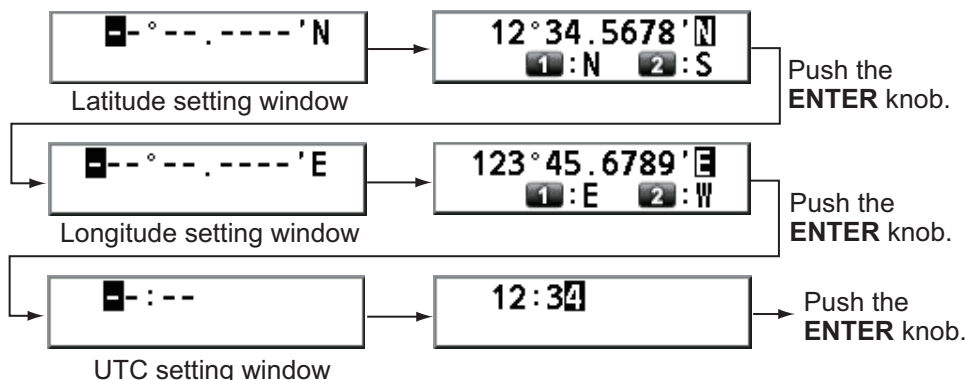 --°--.----'N
12°34.5678'N
1:N 2:S
Push the
ENTER knob.
Latitude setting window
---°--.----'E
123°45.6789'E
1:E 2:W
Push the
ENTER knob.
Longitude setting window
--:--
12:34
Push the
ENTER knob.
UTC setting window